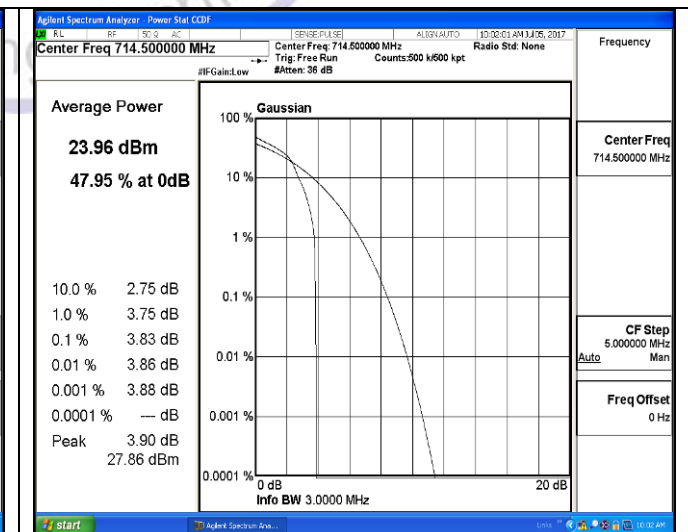 Agilent Spectrum Analyzer - Power Stat CCDF
RL RF 50 Ω AC SENSE:PULSE ALIGN AUTO 10:02:01 AM Jul 05, 2017
Center Freq 714.500000 MHz
Center Freq: 714.500000 MHz Radio Std: None
Trig: Free Run Counts:500 k/500 kpt
#IFGain:Low #Atten: 36 dB
Frequency
Average Power
23.96 dBm
47.95 % at 0dB
10.0 % 2.75 dB
1.0 % 3.75 dB
0.1 % 3.83 dB
0.01 % 3.86 dB
0.001 % 3.88 dB
0.0001 % --- dB
Peak 3.90 dB
27.86 dBm
Gaussian
100 %
10 %
1 %
0.1 %
0.01 %
0.001 %
0.0001 %
0 dB 20 dB
Info BW 3.0000 MHz
Center Freq
714.500000 MHz
CF Step
5.000000 MHz
Auto Man
Freq Offset
0 Hz
start Agilent Spectrum Ana... Links » 10:02 AM